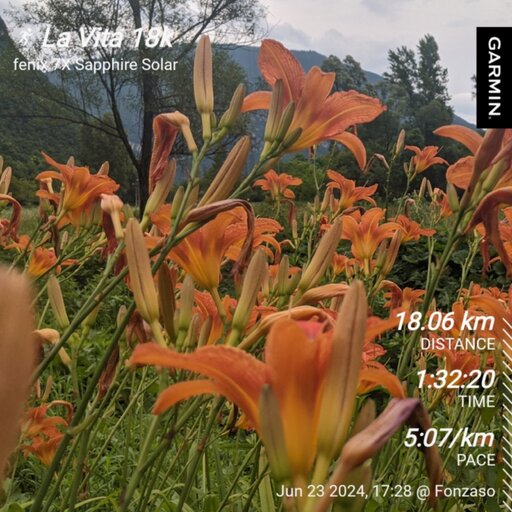 La Vita 18k
fenix 7X Sapphire Solar
GARMIN.
18.06 km
DISTANCE
1:32:20
TIME
5:07/km
PACE
Jun 23 2024, 17:28 @ Fonzaso